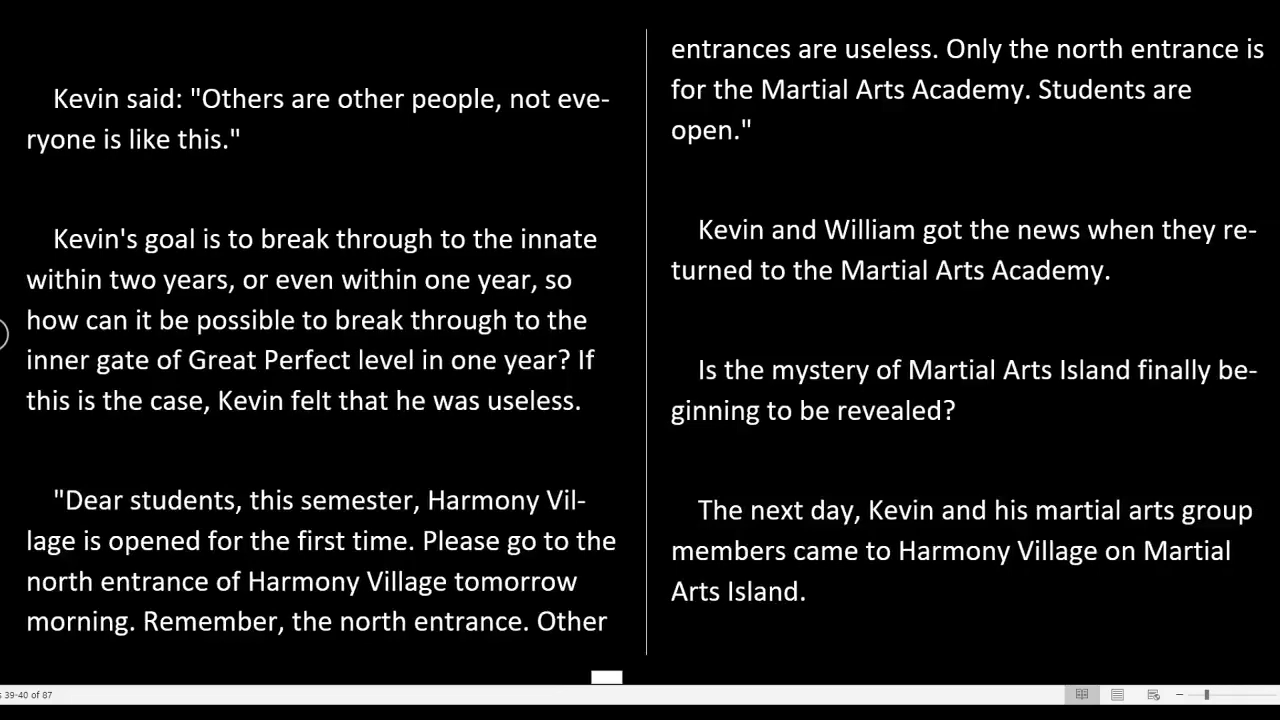 Kevin said: "Others are other people, not eve-
ryone is like this."
Kevin's goal is to break through to the innate
within two years, or even within one year, so
how can it be possible to break through to the
inner gate of Great Perfect level in one year? If
this is the case, Kevin felt that he was useless.
"Dear students, this semester, Harmony Vil-
lage is opened for the first time. Please go to the
north entrance of Harmony Village tomorrow
morning. Remember, the north entrance. Other
entrances are useless. Only the north entrance is
for the Martial Arts Academy. Students are
open."
Kevin and William got the news when they re-
turned to the Martial Arts Academy.
Is the mystery of Martial Arts Island finally be-
ginning to be revealed?
The next day, Kevin and his martial arts group
members came to Harmony Village on Martial
Arts Island.
s 39-40 of 87